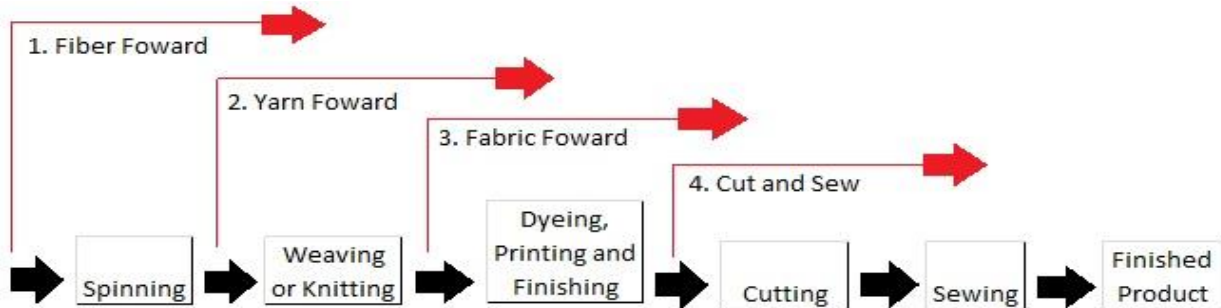 1. Fiber Foward
2. Yarn Foward
3. Fabric Foward
4. Cut and Sew
Spinning
Weaving
or Knitting
Dyeing,
Printing and
Finishing
Cutting
Sewing
Finished
Product